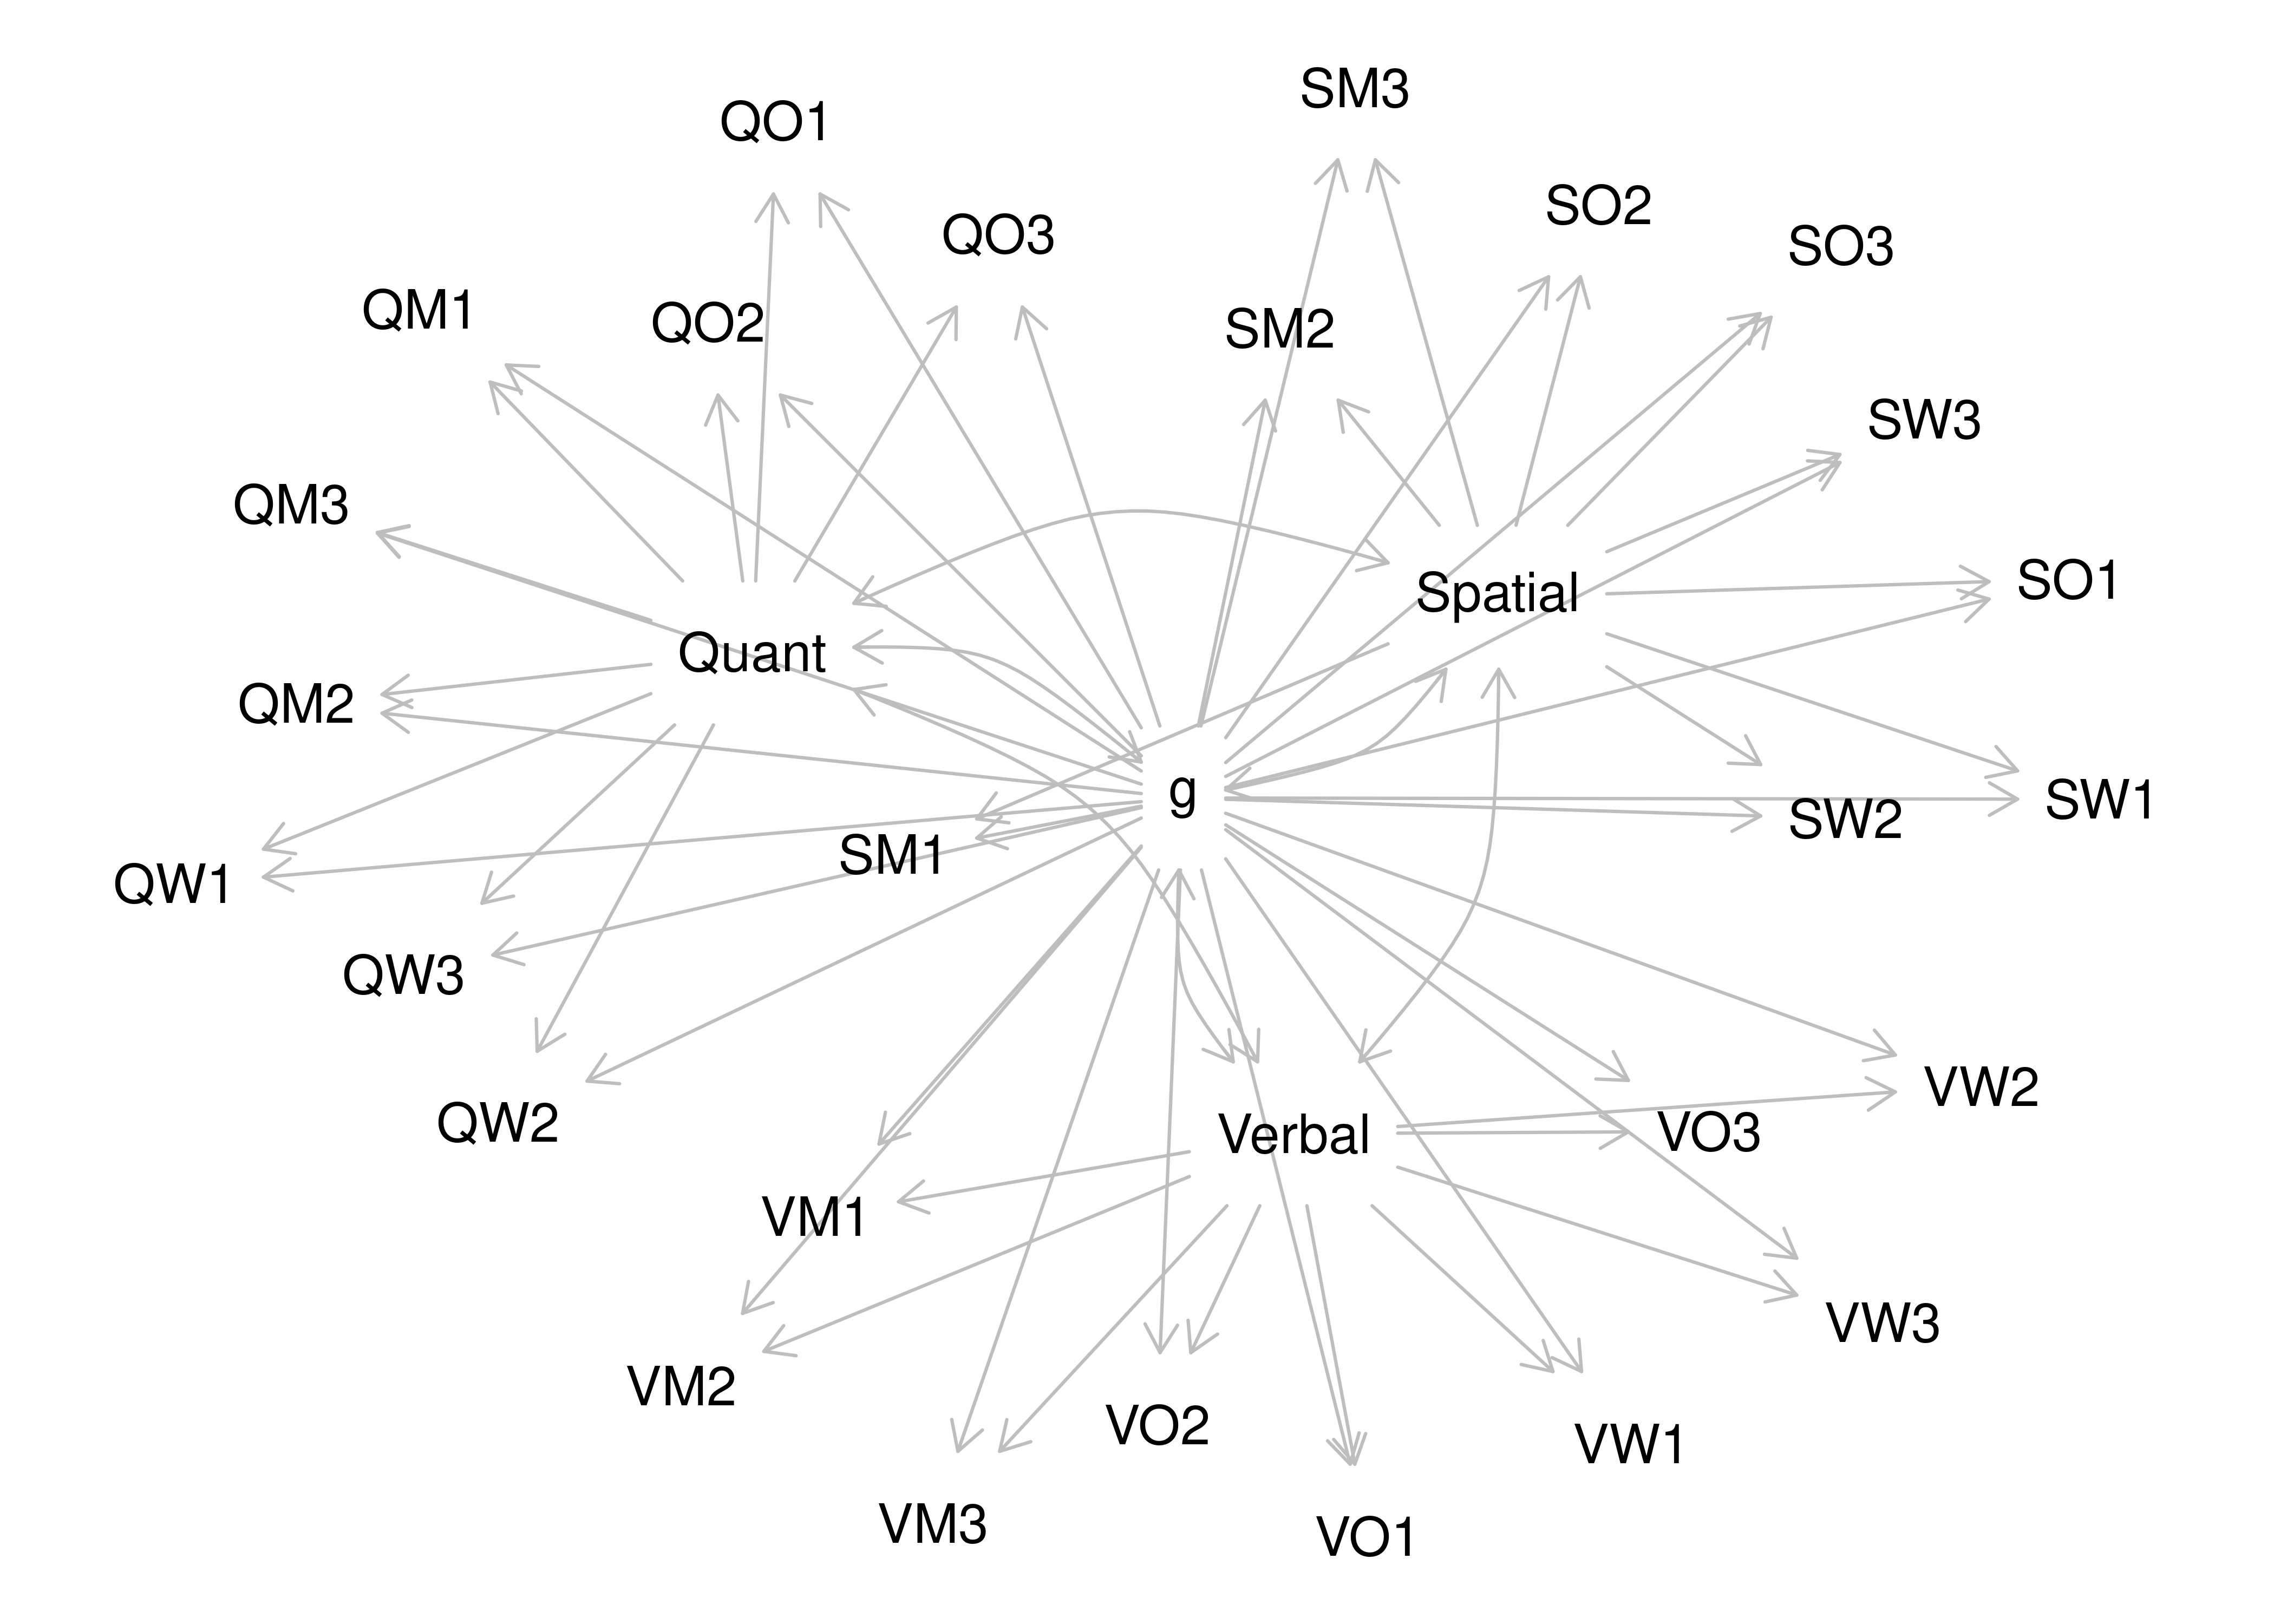 SM3
QO1
SO2
QO3
SO3
QM1
QO2
SM2
SW3
QM3
SO1
Spatial
Quant
QM2
g
SW1
SW2
SM1
QW1
QW3
VW2
QW2
VO3
Verbal
VM1
VW3
VM2
VO2
VW1
VM3
VO1